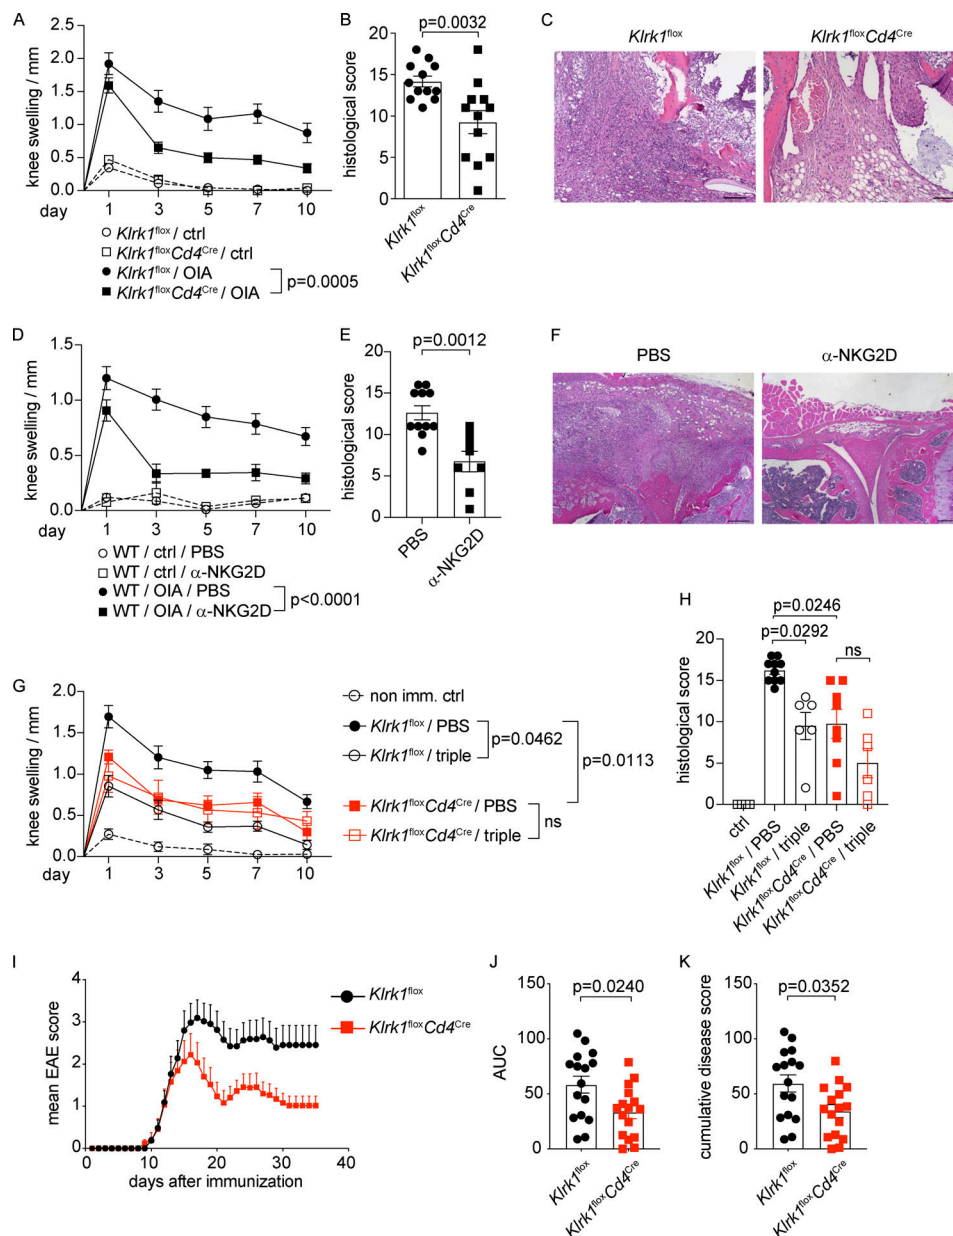 A
knee swelling / mm
2.5
2.0
1.5
1.0
0.5
0.0
day 1 3 5 7 10
Klrk1flox / ctrl
Klrk1floxCd4Cre / ctrl
Klrk1flox / OIA
Klrk1floxCd4Cre / OIA
p=0.0005
B
p=0.0032
histological score
20
15
10
5
0
Klrk1flox
Klrk1floxCd4Cre
C
Klrk1flox
Klrk1floxCd4Cre
D
knee swelling / mm
1.5
1.0
0.5
0.0
day 1 3 5 7 10
WT / ctrl / PBS
WT / ctrl / α-NKG2D
WT / OIA / PBS
WT / OIA / α-NKG2D
p<0.0001
E
p=0.0012
histological score
20
15
10
5
0
PBS
α-NKG2D
F
PBS
α-NKG2D
G
knee swelling / mm
2.0
1.5
1.0
0.5
0.0
day 1 3 5 7 10
non imm. ctrl
Klrk1flox / PBS
Klrk1flox / triple
Klrk1floxCd4Cre / PBS
Klrk1floxCd4Cre / triple
p=0.0462
p=0.0113
ns
H
p=0.0246
p=0.0292
ns
histological score
20
15
10
5
0
ctrl
Klrk1flox / PBS
Klrk1flox / triple
Klrk1floxCd4Cre / PBS
Klrk1floxCd4Cre / triple
I
mean EAE score
4
3
2
1
0
0 10 20 30 40
days after immunization
Klrk1flox
Klrk1floxCd4Cre
J
p=0.0240
AUC
150
100
50
0
Klrk1flox
Klrk1floxCd4Cre
K
p=0.0352
cumulative disease score
150
100
50
0
Klrk1flox
Klrk1floxCd4Cre